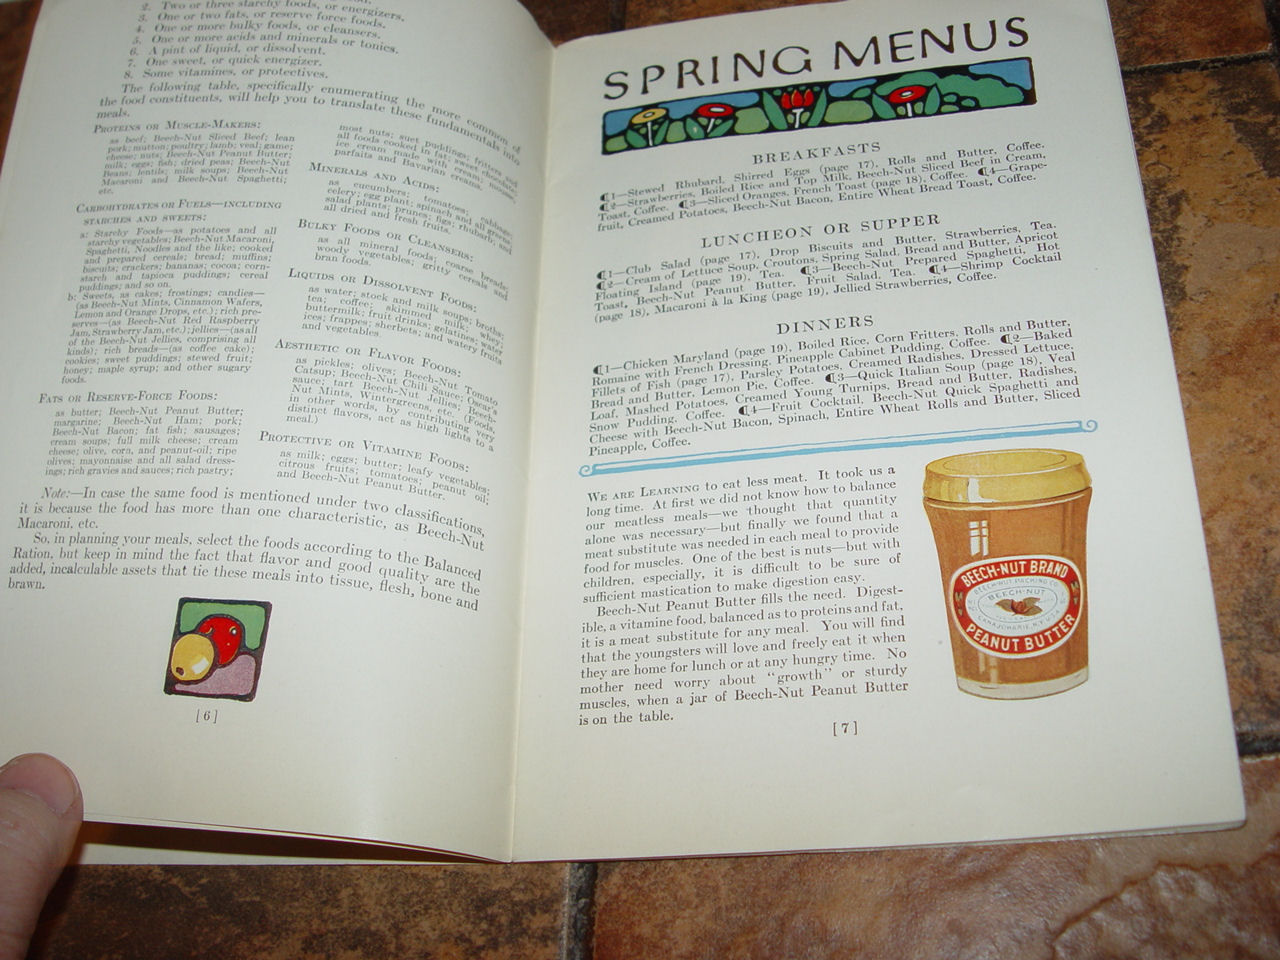 2. Two or three starchy foods, or energizers.
3. One or two fats, or reserve force foods.
4. One or more bulky foods, or cleansers.
5. One or more acids and minerals or tonics.
6. A pint of liquid, or dissolvent.
7. One sweet, or quick energizer.
8. Some vitamines, or protectives.
The following table, specifically enumerating the more common of
the food constituents, will help you to translate these fundamentals into
meals.
PROTEINS OR MUSCLE-MAKERS:
as beef; Beech-Nut Sliced Beef; lean
pork; mutton; poultry; lamb; veal; game;
cheese; nuts; Beech-Nut Peanut Butter;
milk; eggs; fish; dried peas; Beech-Nut
Beans, lentils; milk soups; Beech-Nut
Macaroni and Beech-Nut Spaghetti;
etc.
CARBOHYDRATES OR FUELS—INCLUDING
STARCHES AND SWEETS:
a: Starchy Foods—as potatoes and all
starchy vegetables; Beech-Nut Macaroni,
Spaghetti, Noodles and the like; cooked
and prepared cereals; bread; muffins;
biscuits; crackers; bananas; cocoa; corn-
starch and tapioca puddings; cereal
puddings; and so on.
b: Sweets, as cakes; frostings; candies—
(as Beech-Nut Mints, Cinnamon Wafers,
Lemon and Orange Drops, etc.); rich pre-
serves—(as Beech-Nut Red Raspberry
Jam, Strawberry Jam, etc.); jellies—(as all
of the Beech-Nut Jellies, comprising all
kinds); rich breads—(as coffee cake);
cookies; sweet puddings; stewed fruit;
honey; maple syrup; and other sugary
foods.
FATS OR RESERVE-FORCE FOODS:
as butter; Beech-Nut Peanut Butter;
margarine; Beech-Nut Ham; pork;
Beech-Nut Bacon; fat fish; sausages;
cream soups; full milk cheese; cream
cheese; olive, corn, and peanut-oil; ripe
olives; mayonnaise and all salad dress-
ings; rich gravies and sauces; rich pastry;
most nuts; suet puddings; fritters and
all foods cooked in fat; sweet chocolate;
ice cream made with cream; mousse,
parfaits and Bavarian creams.
MINERALS AND ACIDS:
as cucumbers; tomatoes; cabbage;
celery; egg plant; spinach and all greens;
salad plants; prunes; figs; rhubarb; and
all dried and fresh fruits.
BULKY FOODS OR CLEANSERS:
as all mineral foods; coarse breads;
woody vegetables; gritty cereals and
bran foods.
LIQUIDS OR DISSOLVENT FOODS:
as water; stock and milk soups; broths;
tea; coffee; skimmed milk; whey;
buttermilk; fruit drinks; gelatines; water
ices; frappes; sherbets; and watery fruits
and vegetables.
AESTHETIC OR FLAVOR FOODS:
as pickles; olives; Beech-Nut Tomato
Catsup; Beech-Nut Chili Sauce; Oscar's
sauce; tart Beech-Nut Jellies; Beech-
Nut Mints, Wintergreens, etc. (Foods,
in other words, by contributing very
distinct flavors, act as high lights to a
meal.)
PROTECTIVE OR VITAMINE FOODS:
as milk; eggs; butter; leafy vegetables;
citrous fruits; tomatoes; peanut oil;
and Beech-Nut Peanut Butter.
Note:—In case the same food is mentioned under two classifications,
it is because the food has more than one characteristic, as Beech-Nut
Macaroni, etc.
So, in planning your meals, select the foods according to the Balanced
Ration, but keep in mind the fact that flavor and good quality are the
added, incalculable assets that tie these meals into tissue, flesh, bone and
brawn.
[6]
SPRING MENUS
BREAKFASTS
¶1—Stewed Rhubarb, Shirred Eggs (page 17), Rolls and Butter, Coffee.
¶2—Strawberries, Boiled Rice and Top Milk, Beech-Nut Sliced Beef in Cream,
Toast, Coffee. ¶3—Sliced Oranges, French Toast (page 18), Coffee. ¶4—Grape-
fruit, Creamed Potatoes, Beech-Nut Bacon, Entire Wheat Bread Toast, Coffee.
LUNCHEON OR SUPPER
¶1—Club Salad (page 17), Drop Biscuits and Butter, Strawberries, Tea.
¶2—Cream of Lettuce Soup, Croutons, Spring Salad, Bread and Butter, Apricot
Floating Island (page 19), Tea. ¶3—Beech-Nut Prepared Spaghetti, Hot
Toast, Beech-Nut Peanut Butter, Fruit Salad, Tea. ¶4—Shrimp Cocktail
(page 18), Macaroni à la King (page 19), Jellied Strawberries, Coffee.
DINNERS
¶1—Chicken Maryland (page 19), Boiled Rice, Corn Fritters, Rolls and Butter,
Romaine with French Dressing, Pineapple Cabinet Pudding, Coffee. ¶2—Baked
Fillets of Fish (page 17), Parsley Potatoes, Creamed Radishes, Dressed Lettuce,
Bread and Butter, Lemon Pie, Coffee. ¶3—Quick Italian Soup (page 18), Veal
Loaf, Mashed Potatoes, Creamed Young Turnips, Bread and Butter, Radishes,
Snow Pudding, Coffee. ¶4—Fruit Cocktail, Beech-Nut Quick Spaghetti and
Cheese with Beech-Nut Bacon, Spinach, Entire Wheat Rolls and Butter, Sliced
Pineapple, Coffee.
WE ARE LEARNING to eat less meat. It took us a
long time. At first we did not know how to balance
our meatless meals—we thought that quantity
alone was necessary—but finally we found that a
meat substitute was needed in each meal to provide
food for muscles. One of the best is nuts—but with
children, especially, it is difficult to be sure of
sufficient mastication to make digestion easy.
Beech-Nut Peanut Butter fills the need. Digest-
ible, a vitamine food, balanced as to proteins and fat,
it is a meat substitute for any meal. You will find
that the youngsters will love and freely eat it when
they are home for lunch or at any hungry time. No
mother need worry about "growth" or sturdy
muscles, when a jar of Beech-Nut Peanut Butter
is on the table.
BEECH-NUT BRAND
BEECH-NUT PACKING CO.
BEECH-NUT
CANAJOHARIE, N.Y. U.S.A.
PEANUT BUTTER
[7]